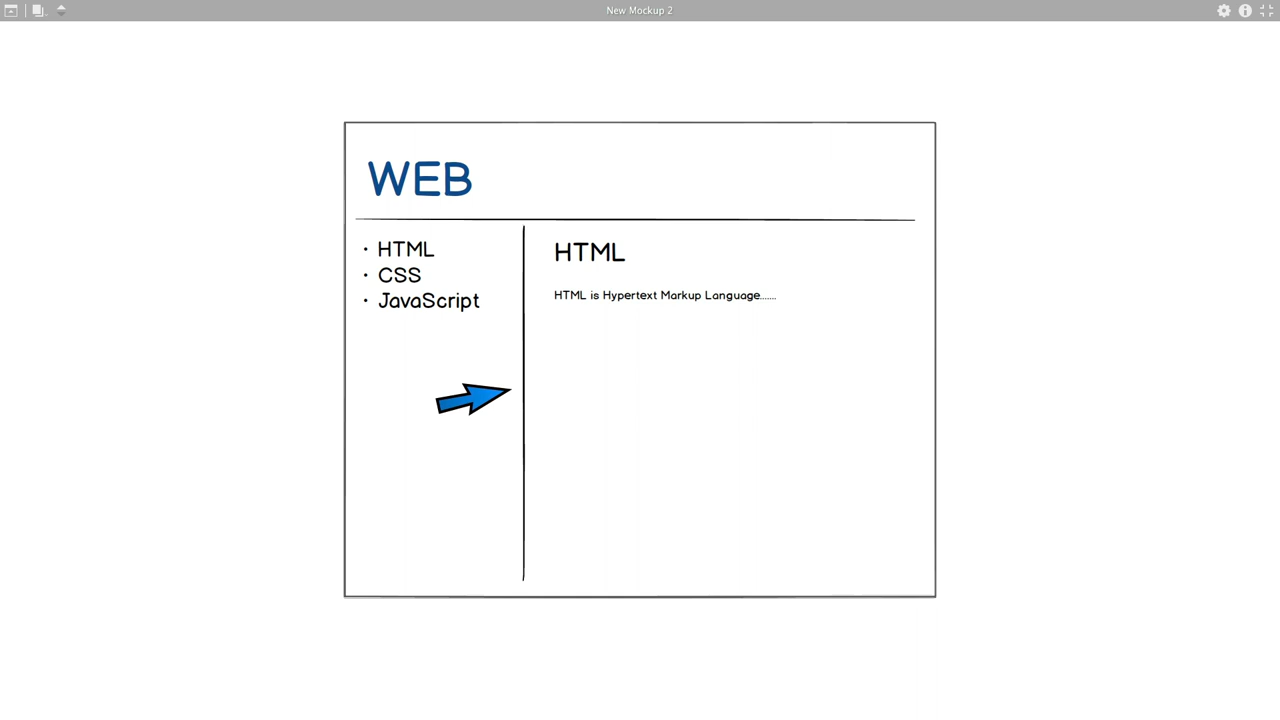 New Mockup 2
WEB
• HTML
• CSS
• JavaScript
HTML
HTML is Hypertext Markup Language.......